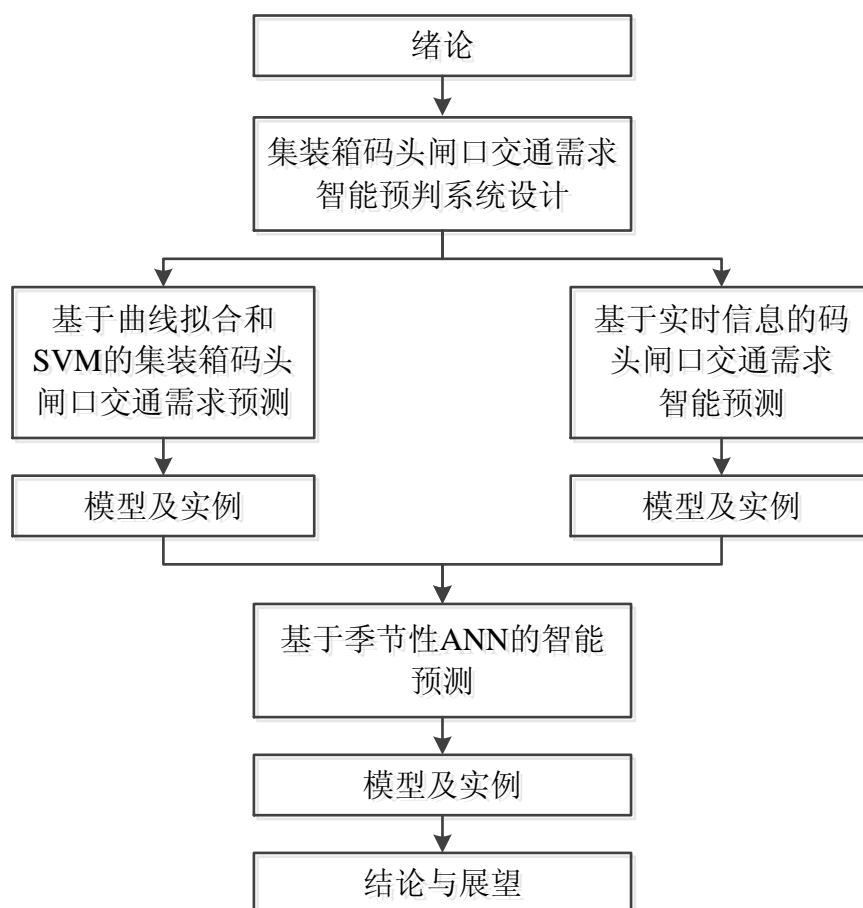 绪论
集装箱码头闸口交通需求
智能预判系统设计
基于曲线拟合和
SVM的集装箱码头
闸口交通需求预测
基于实时信息的码
头闸口交通需求
智能预测
模型及实例
模型及实例
基于季节性ANN的智能
预测
模型及实例
结论与展望